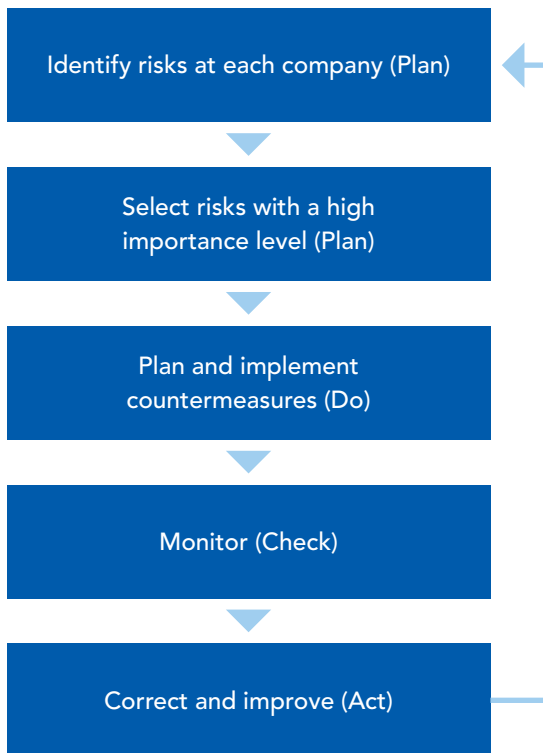 Identify risks at each company (Plan)
Select risks with a high
importance level (Plan)
Plan and implement
countermeasures (Do)
Monitor (Check)
Correct and improve (Act)